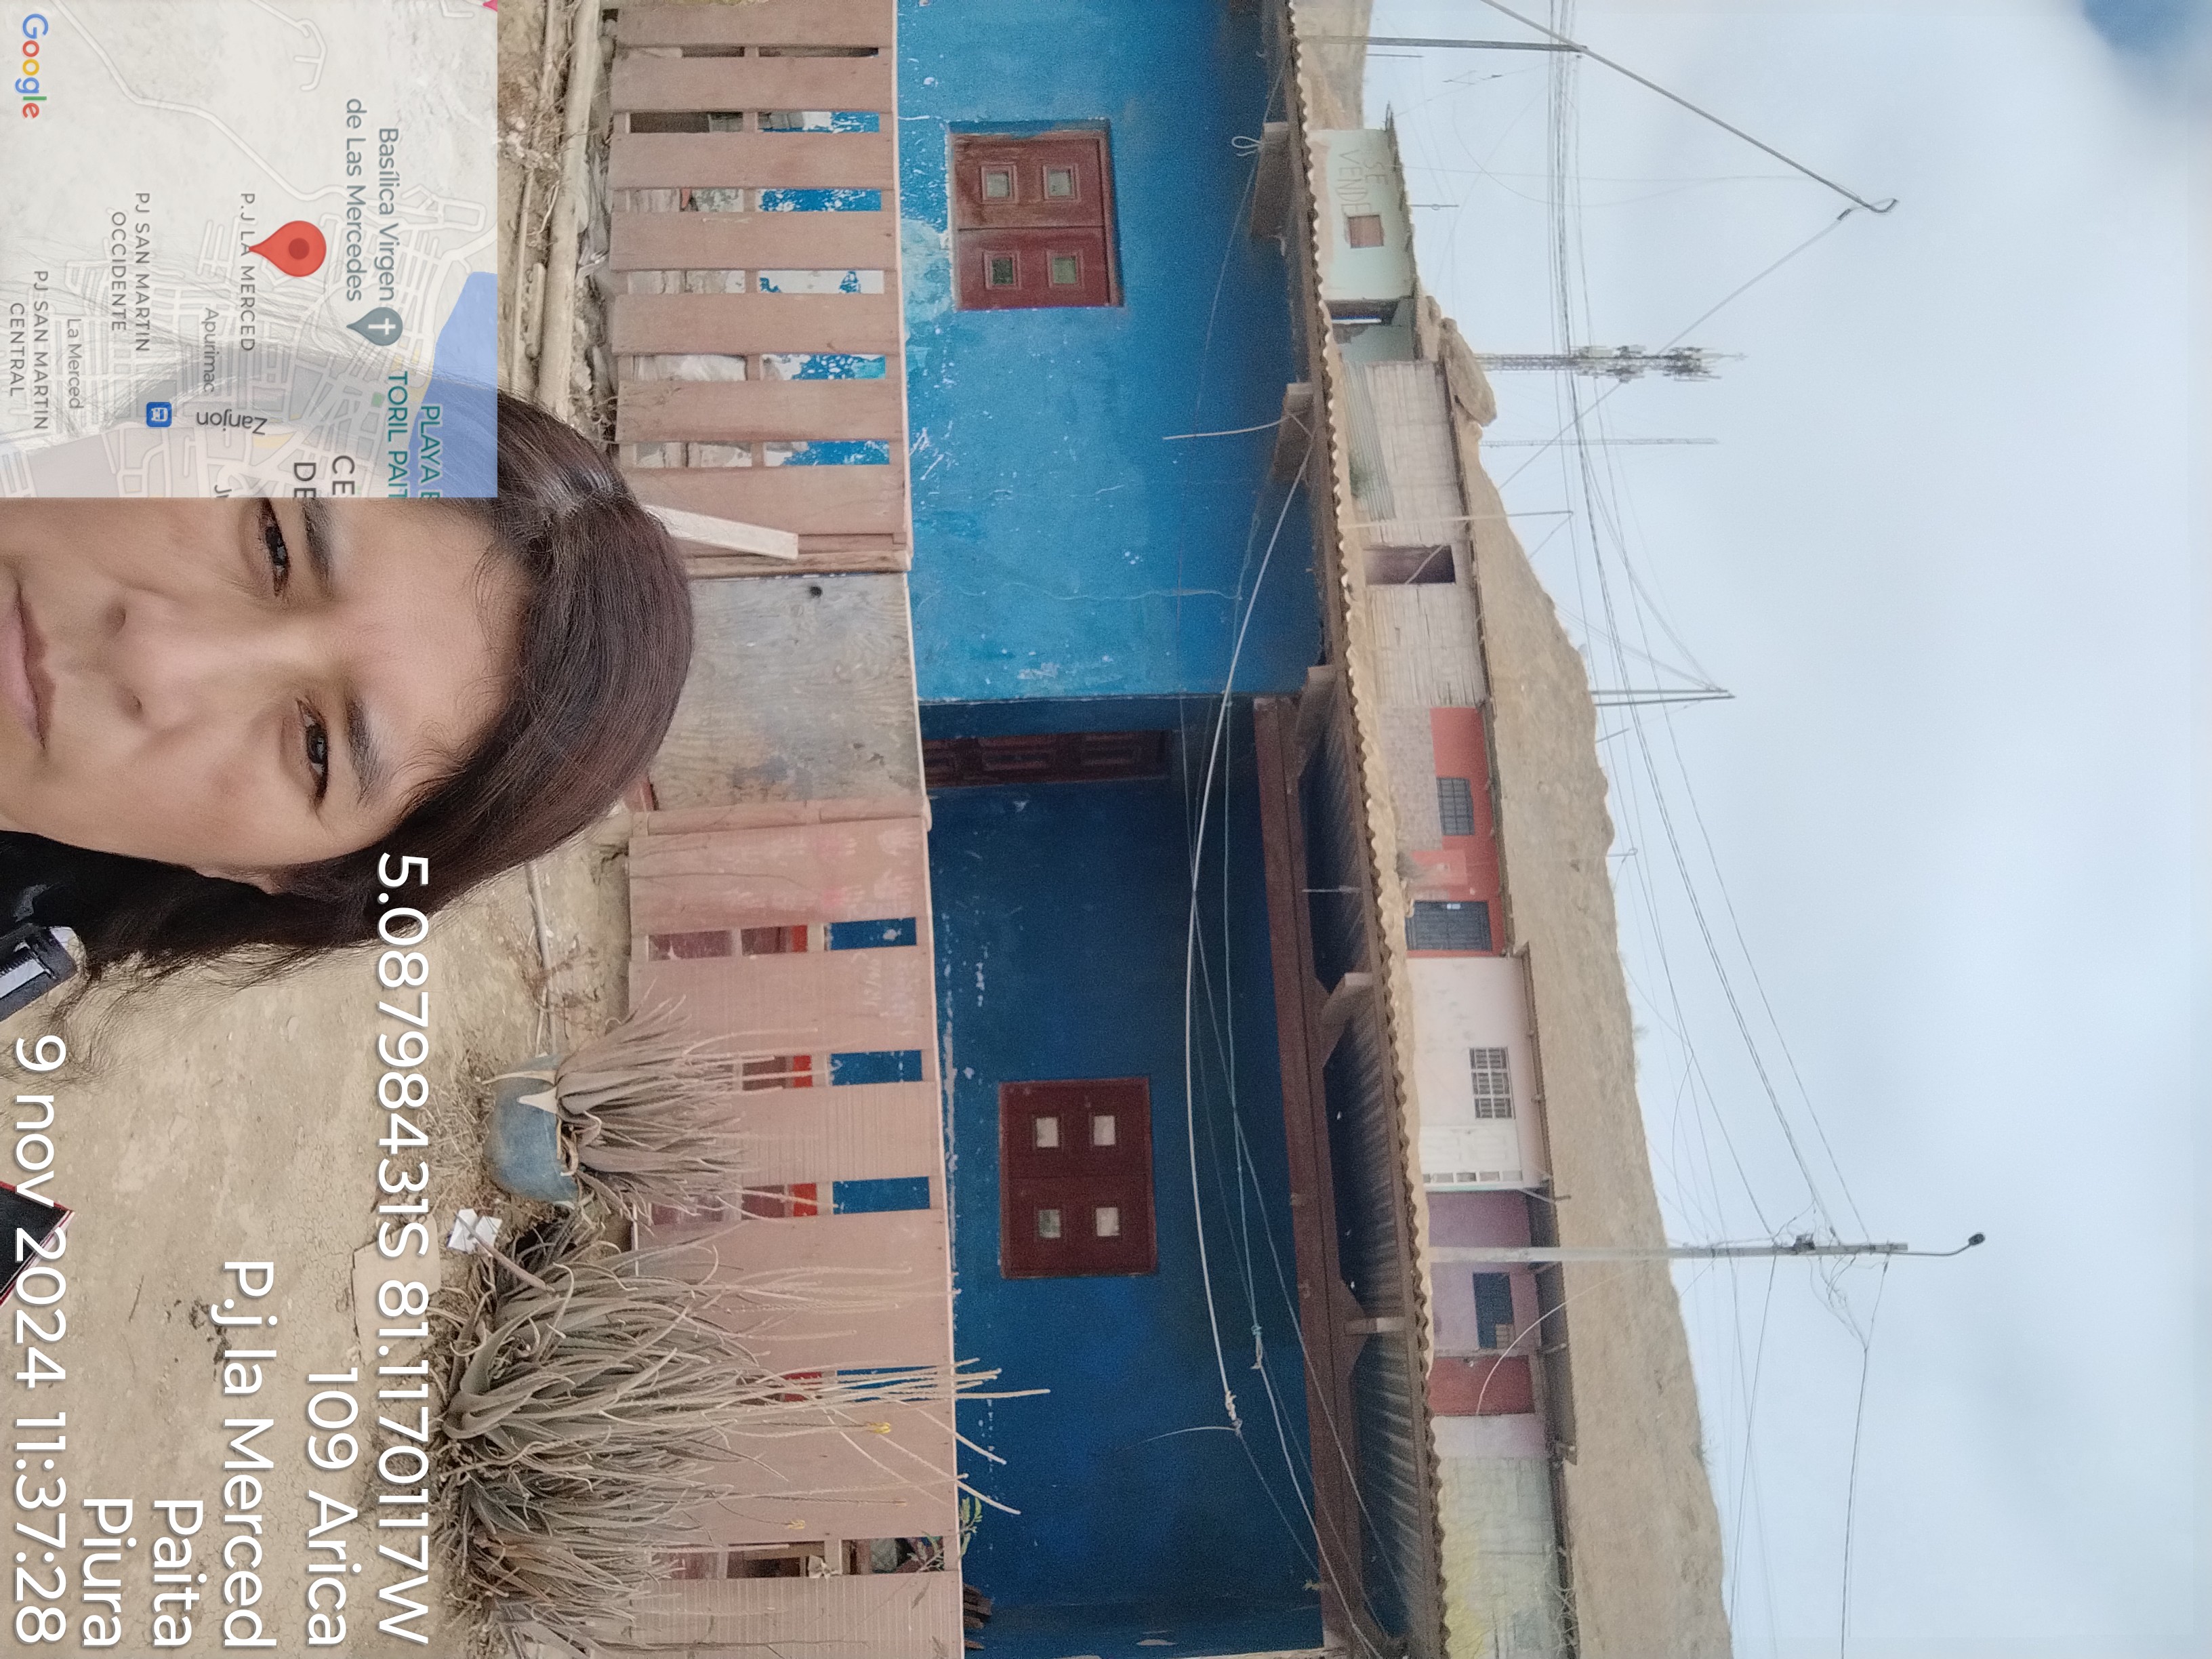 SE
VENDE
PLAYA E
TORIL PAIT
Basílica Virgen
de Las Mercedes
CE
DE
P.J LA MERCED
Zanjon
Apurimac
PJ SAN MARTIN
OCCIDENTE
La Merced
PJ SAN MARTIN
CENTRAL
Google
5.08798431S 81.1170117W
109 Arica
P.j la Merced
Paita
Piura
9 nov 2024 11:37:28